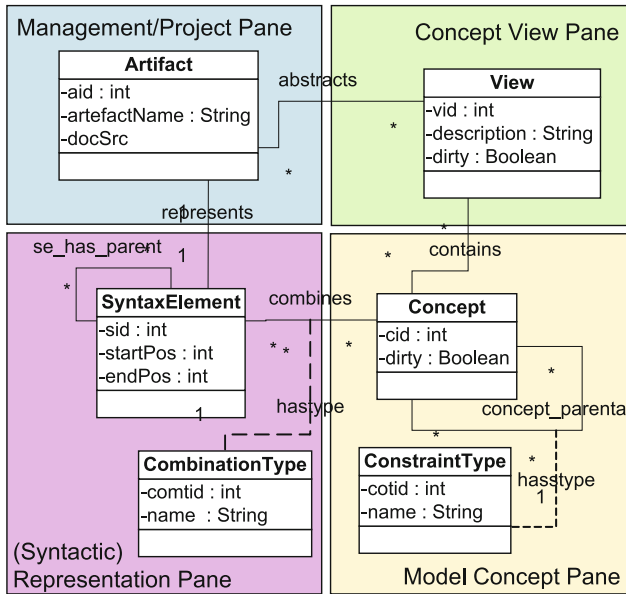 Management/Project Pane
Artifact
-aid : int
-artefactName : String
-docSrc
abstracts
*
*
Concept View Pane
View
-vid : int
-description : String
-dirty : Boolean
represents
1
1
*
contains
*
se_has_parent
*
*
SyntaxElement
-sid : int
-startPos : int
-endPos : int
combines
* *
*
1
hastype
Concept
-cid : int
-dirty : Boolean
*
concept_parenta
*
*
hasstype
1
CombinationType
-comtid : int
-name : String
ConstraintType
-cotid : int
-name : String
(Syntactic)
Representation Pane
Model Concept Pane